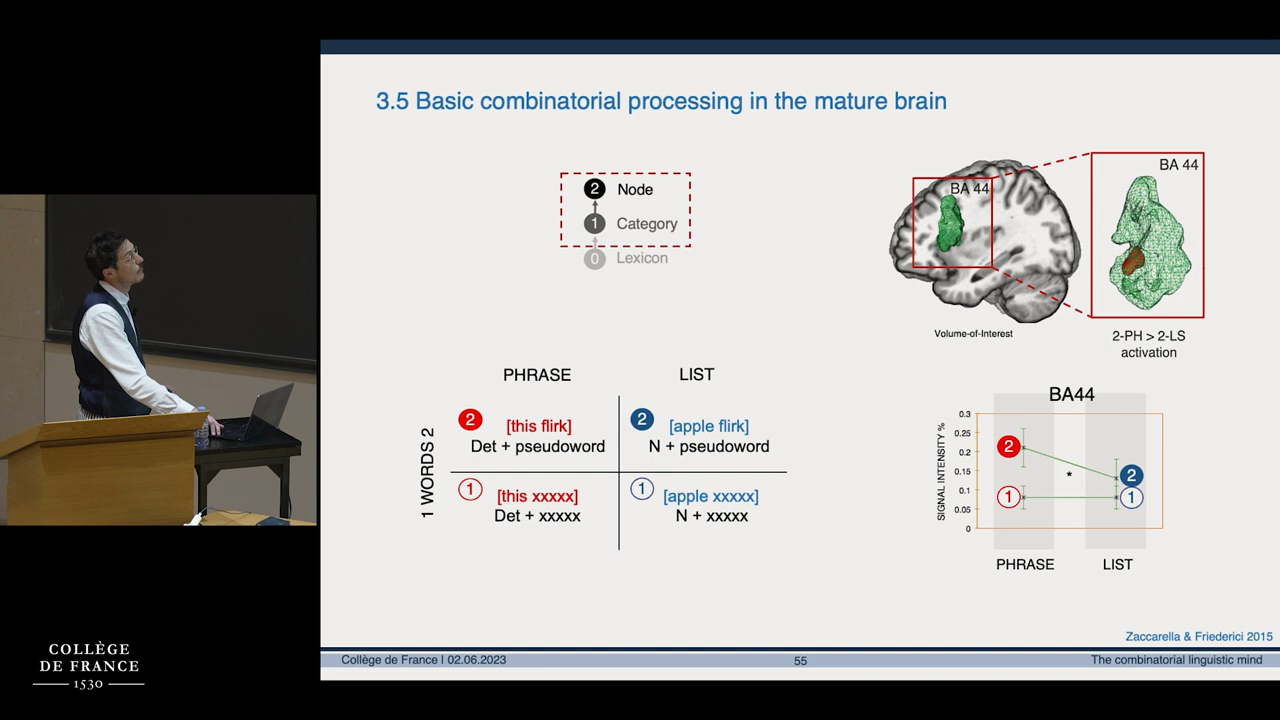 3.5 Basic combinatorial processing in the mature brain
2 Node
1 Category
0 Lexicon
BA 44
BA 44
Volume-of-Interest
2-PH > 2-LS
activation
PHRASE
LIST
1 WORDS 2
2 [this flirk]
Det + pseudoword
2 [apple flirk]
N + pseudoword
1 [this xxxxx]
Det + xxxxx
1 [apple xxxxx]
N + xxxxx
BA44
SIGNAL INTENSITY %
0.3
0.25
0.2
0.15
0.1
0.05
0
2
1
*
2
1
PHRASE
LIST
Zaccarella & Friederici 2015
Collège de France I 02.06.2023
55
The combinatorial linguistic mind
COLLÈGE
DE FRANCE
1530